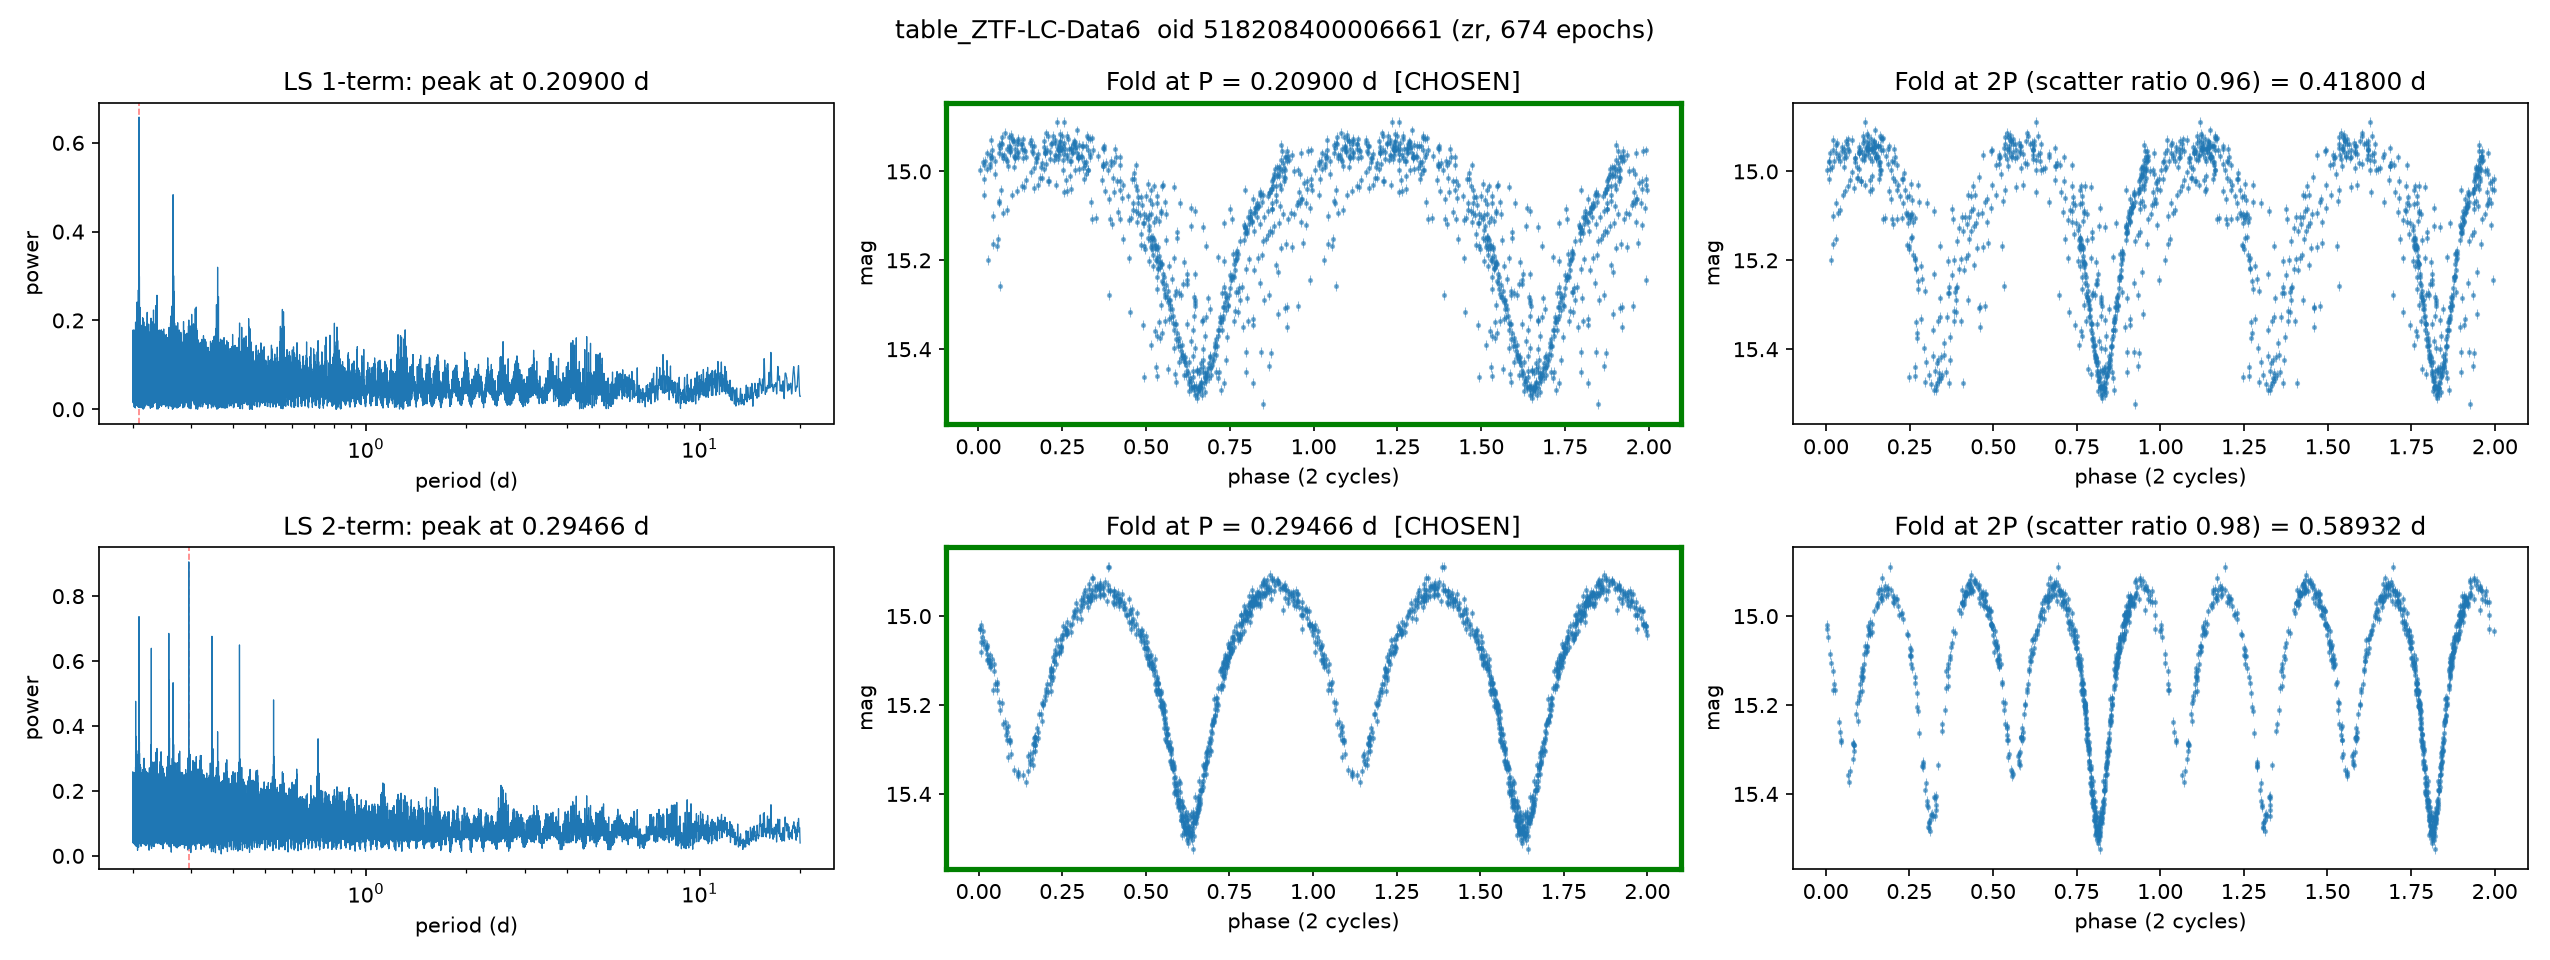 table_ZTF-LC-Data6  oid 518208400006661 (zr, 674 epochs)
LS 1-term: peak at 0.20900 d
power
0.6
0.4
0.2
0.0
10⁰
10¹
period (d)
Fold at P = 0.20900 d  [CHOSEN]
mag
15.0
15.2
15.4
0.00 0.25 0.50 0.75 1.00 1.25 1.50 1.75 2.00
phase (2 cycles)
Fold at 2P (scatter ratio 0.96) = 0.41800 d
mag
15.0
15.2
15.4
0.00 0.25 0.50 0.75 1.00 1.25 1.50 1.75 2.00
phase (2 cycles)
LS 2-term: peak at 0.29466 d
power
0.8
0.6
0.4
0.2
0.0
10⁰
10¹
period (d)
Fold at P = 0.29466 d  [CHOSEN]
mag
15.0
15.2
15.4
0.00 0.25 0.50 0.75 1.00 1.25 1.50 1.75 2.00
phase (2 cycles)
Fold at 2P (scatter ratio 0.98) = 0.58932 d
mag
15.0
15.2
15.4
0.00 0.25 0.50 0.75 1.00 1.25 1.50 1.75 2.00
phase (2 cycles)